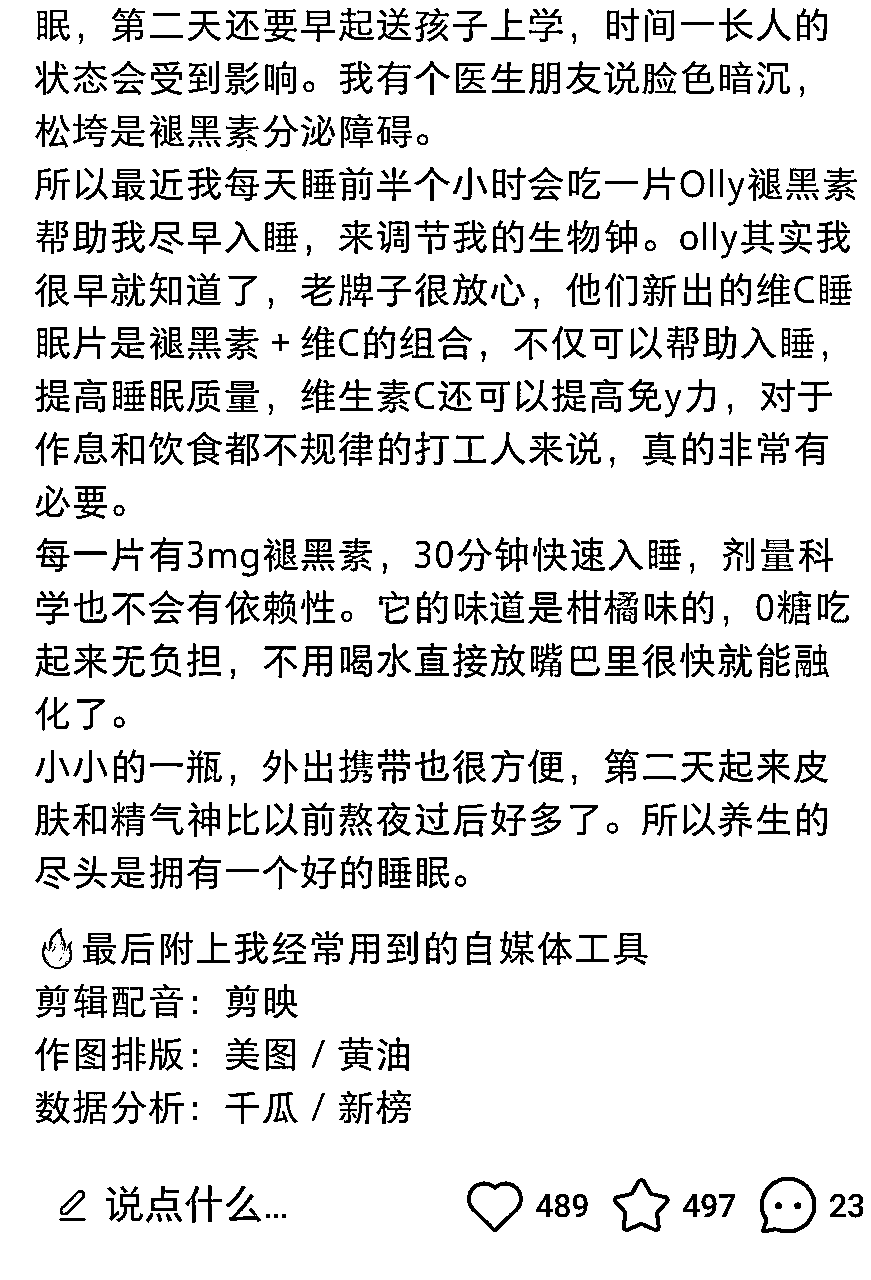 眠，第二天还要早起送孩子上学，时间一长人的
状态会受到影响。我有个医生朋友说脸色暗沉，
松垮是褪黑素分泌障碍。
所以最近我每天睡前半个小时会吃一片Olly褪黑素
帮助我尽早入睡，来调节我的生物钟。olly其实我
很早就知道了，老牌子很放心，他们新出的维C睡
眠片是褪黑素＋维C的组合，不仅可以帮助入睡，
提高睡眠质量，维生素C还可以提高免y力，对于
作息和饮食都不规律的打工人来说，真的非常有
必要。
每一片有3mg褪黑素，30分钟快速入睡，剂量科
学也不会有依赖性。它的味道是柑橘味的，0糖吃
起来无负担，不用喝水直接放嘴巴里很快就能融
化了。
小小的一瓶，外出携带也很方便，第二天起来皮
肤和精气神比以前熬夜过后好多了。所以养生的
尽头是拥有一个好的睡眠。
🔥最后附上我经常用到的自媒体工具
剪辑配音：剪映
作图排版：美图 / 黄油
数据分析：千瓜 / 新榜
说点什么... 489 497 23